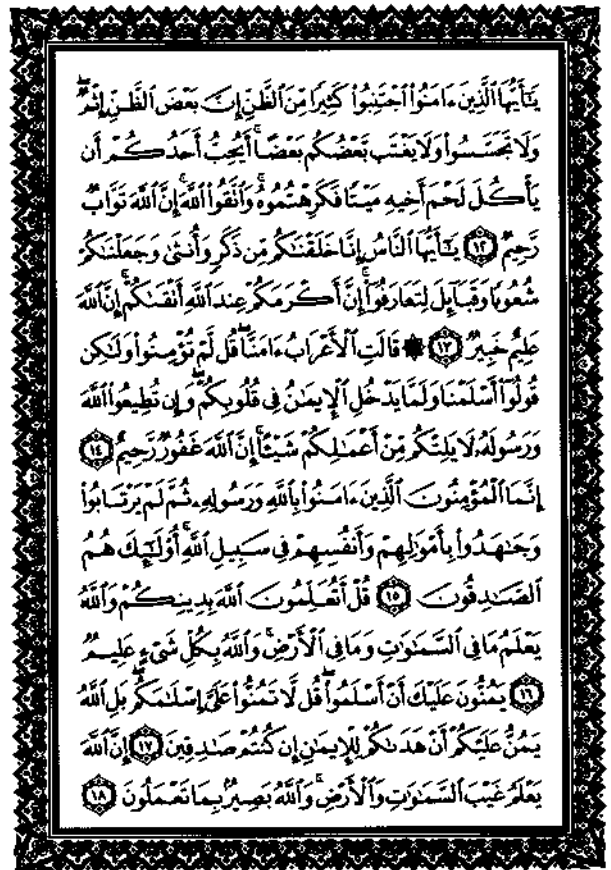 يَٰٓأَيُّهَا ٱلَّذِينَ ءَامَنُوا۟ ٱجْتَنِبُوا۟ كَثِيرًا مِّنَ ٱلظَّنِّ إِنَّ بَعْضَ ٱلظَّنِّ إِثْمٌ ۖ
وَلَا تَجَسَّسُوا۟ وَلَا يَغْتَب بَّعْضُكُم بَعْضًا ۚ أَيُحِبُّ أَحَدُكُمْ أَن
يَأْكُلَ لَحْمَ أَخِيهِ مَيْتًا فَكَرِهْتُمُوهُ ۚ وَٱتَّقُوا۟ ٱللَّهَ ۚ إِنَّ ٱللَّهَ تَوَّابٌ
رَّحِيمٌ ١٢ يَٰٓأَيُّهَا ٱلنَّاسُ إِنَّا خَلَقْنَٰكُم مِّن ذَكَرٍ وَأُنثَىٰ وَجَعَلْنَٰكُمْ
شُعُوبًا وَقَبَآئِلَ لِتَعَارَفُوٓا۟ ۚ إِنَّ أَكْرَمَكُمْ عِندَ ٱللَّهِ أَتْقَىٰكُمْ ۚ إِنَّ ٱللَّهَ
عَلِيمٌ خَبِيرٌ ١٣ ۞ قَالَتِ ٱلْأَعْرَابُ ءَامَنَّا ۖ قُل لَّمْ تُؤْمِنُوا۟ وَلَٰكِن
قُولُوٓا۟ أَسْلَمْنَا وَلَمَّا يَدْخُلِ ٱلْإِيمَٰنُ فِى قُلُوبِكُمْ ۖ وَإِن تُطِيعُوا۟ ٱللَّهَ
وَرَسُولَهُۥ لَا يَلِتْكُم مِّنْ أَعْمَٰلِكُمْ شَيْـًٔا ۚ إِنَّ ٱللَّهَ غَفُورٌ رَّحِيمٌ ١٤
إِنَّمَا ٱلْمُؤْمِنُونَ ٱلَّذِينَ ءَامَنُوا۟ بِٱللَّهِ وَرَسُولِهِۦ ثُمَّ لَمْ يَرْتَابُوا۟
وَجَٰهَدُوا۟ بِأَمْوَٰلِهِمْ وَأَنفُسِهِمْ فِى سَبِيلِ ٱللَّهِ ۚ أُو۟لَٰٓئِكَ هُمُ
ٱلصَّٰدِقُونَ ١٥ قُلْ أَتُعَلِّمُونَ ٱللَّهَ بِدِينِكُمْ وَٱللَّهُ
يَعْلَمُ مَا فِى ٱلسَّمَٰوَٰتِ وَمَا فِى ٱلْأَرْضِ ۚ وَٱللَّهُ بِكُلِّ شَىْءٍ عَلِيمٌ
١٦ يَمُنُّونَ عَلَيْكَ أَنْ أَسْلَمُوا۟ ۖ قُل لَّا تَمُنُّوا۟ عَلَىَّ إِسْلَٰمَكُم ۖ بَلِ ٱللَّهُ
يَمُنُّ عَلَيْكُمْ أَنْ هَدَىٰكُمْ لِلْإِيمَٰنِ إِن كُنتُمْ صَٰدِقِينَ ١٧ إِنَّ ٱللَّهَ
يَعْلَمُ غَيْبَ ٱلسَّمَٰوَٰتِ وَٱلْأَرْضِ ۚ وَٱللَّهُ بَصِيرٌۢ بِمَا تَعْمَلُونَ ١٨